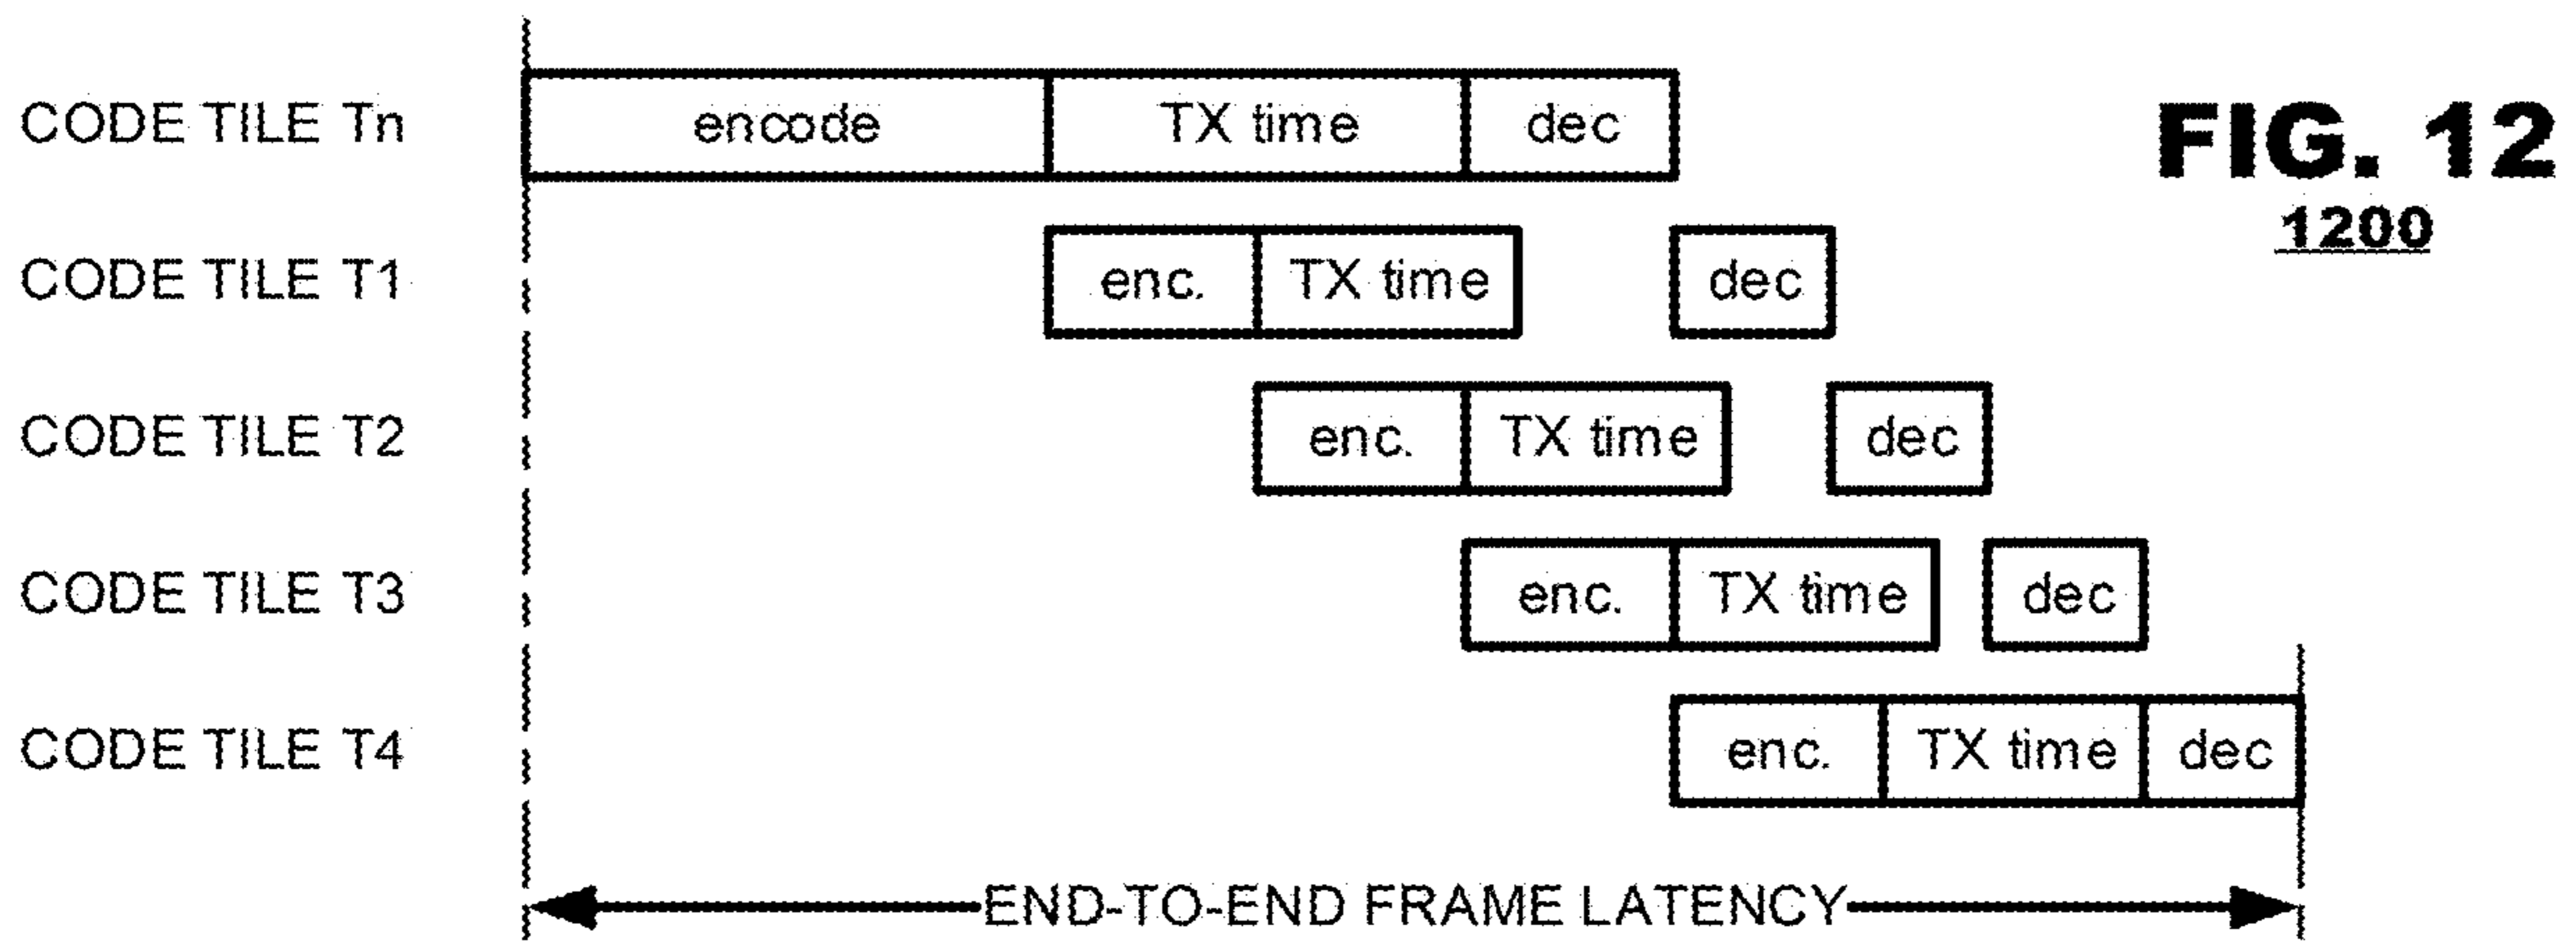 CODE TILE Tn encode TX time dec
FIG. 12
1200
CODE TILE T1 enc. TX time dec
CODE TILE T2 enc. TX time dec
CODE TILE T3 enc. TX time dec
CODE TILE T4 enc. TX time dec
END-TO-END FRAME LATENCY